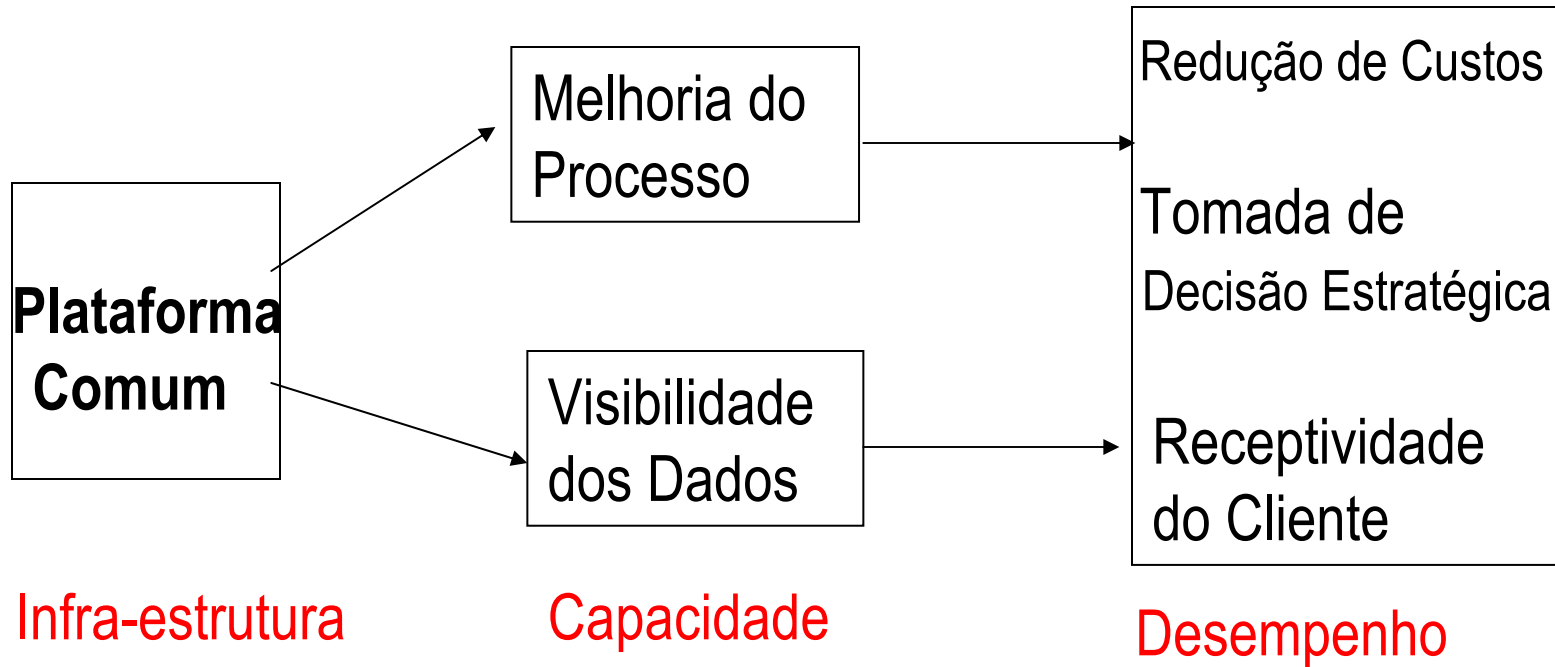 Plataforma
Comum
Infra-estrutura
Melhoria do
Processo
Visibilidade
dos Dados
Capacidade
Redução de Custos
Tomada de
Decisão Estratégica
Receptividade
do Cliente
Desempenho